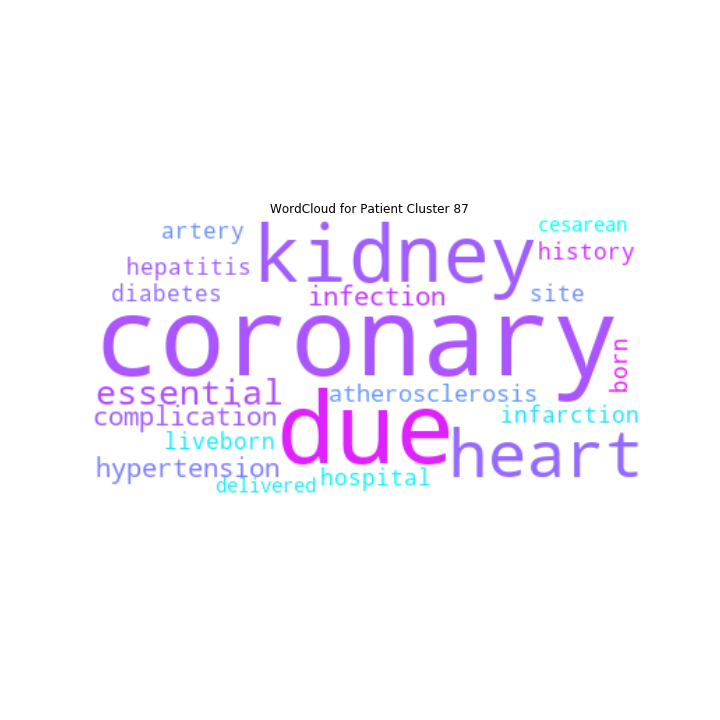 WordCloud for Patient Cluster 87
artery
kidney
cesarean
history
hepatitis
diabetes
infection
site
coronary
born
essential
atherosclerosis
complication
due
infarction
liveborn
heart
hypertension
hospital
delivered